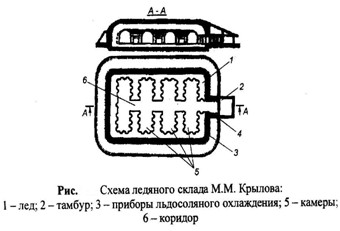 А - А
1
2
6
А
А
4
3
5
Рис. Схема ледяного склада М.М. Крылова:
1 – лед; 2 – тамбур; 3 – приборы льдосоляного охлаждения; 5 – камеры;
6 – коридор